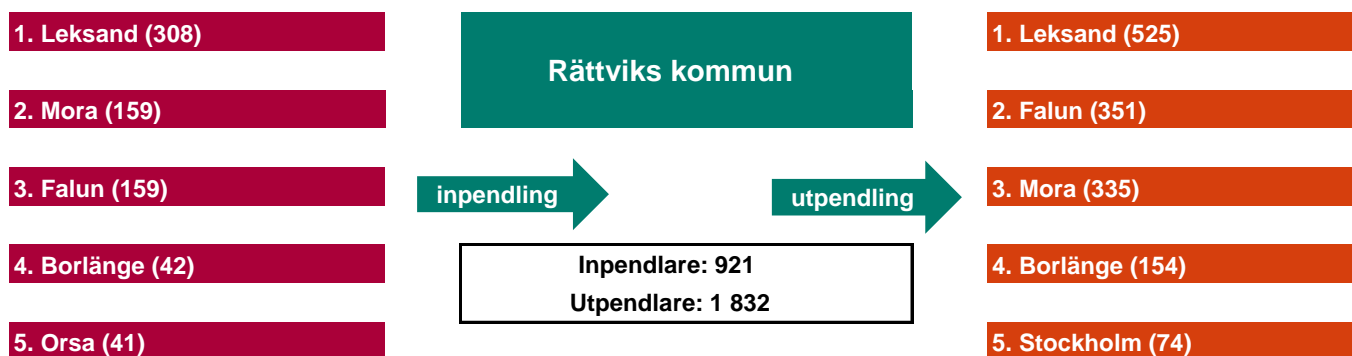 1. Leksand (308)
2. Mora (159)
3. Falun (159)
4. Borlänge (42)
5. Orsa (41)
Rättviks kommun
inpendling
utpendling
Inpendlare: 921
Utpendlare: 1 832
1. Leksand (525)
2. Falun (351)
3. Mora (335)
4. Borlänge (154)
5. Stockholm (74)